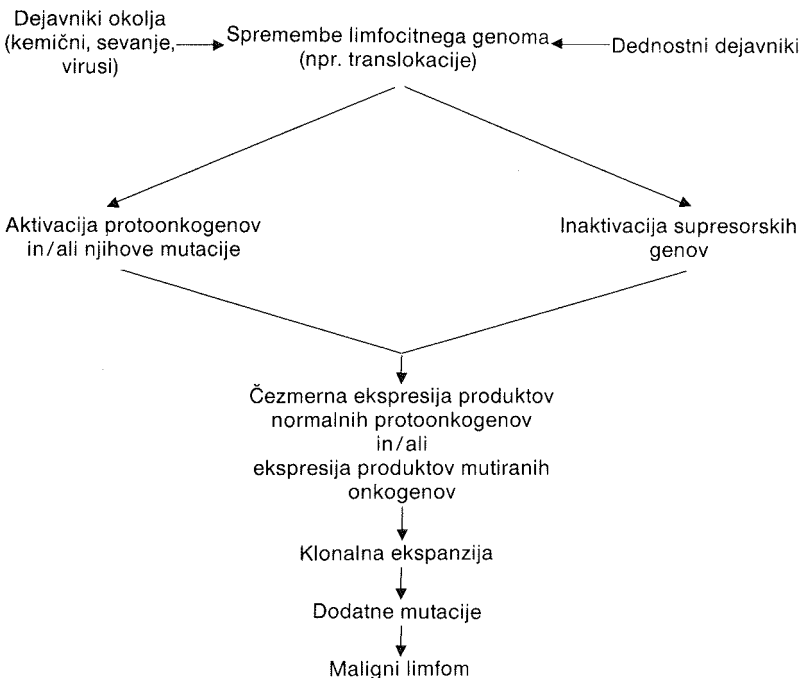 Dejavniki okolja
(kemični, sevanje,
virusi)
Spremembe limfocitnega genoma
(npr. translokacije)
Dednostni dejavniki
Aktivacija protoonkogenov
in/ali njihove mutacije
Inaktivacija supresorskih
genov
Čezmerna ekspresija produktov
normalnih protoonkogenov
in/ali
ekspresija produktov mutiranih
onkogenov
Klonalna ekspanzija
Dodatne mutacije
Maligni limfom